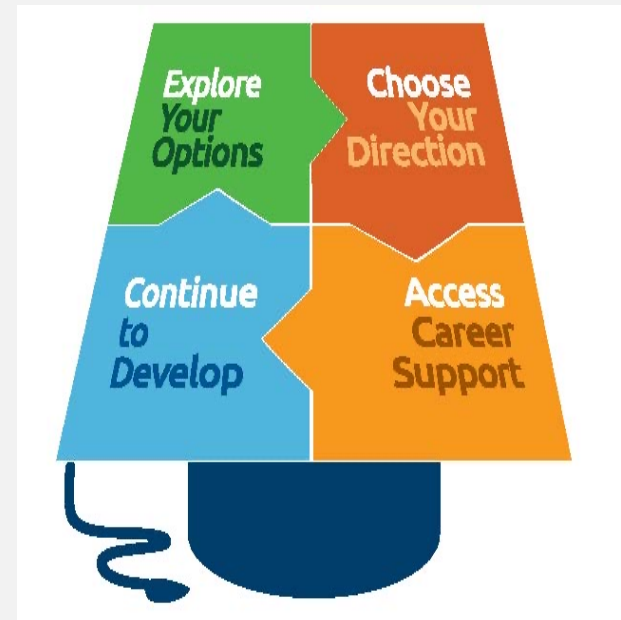 Explore
Your
Options
Choose
Your
Direction
Access
Career
Support
Continue
to
Develop